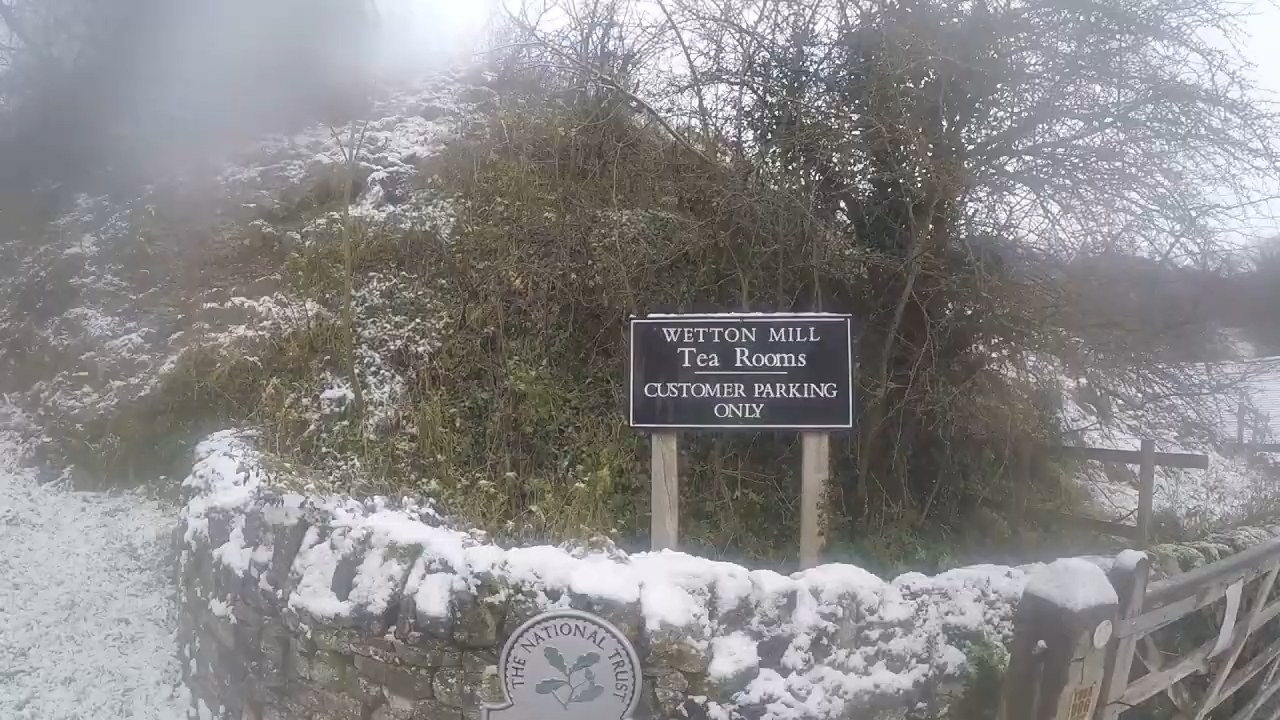 WETTON MILL
Tea Rooms
CUSTOMER PARKING
ONLY
THE NATIONAL TRUST